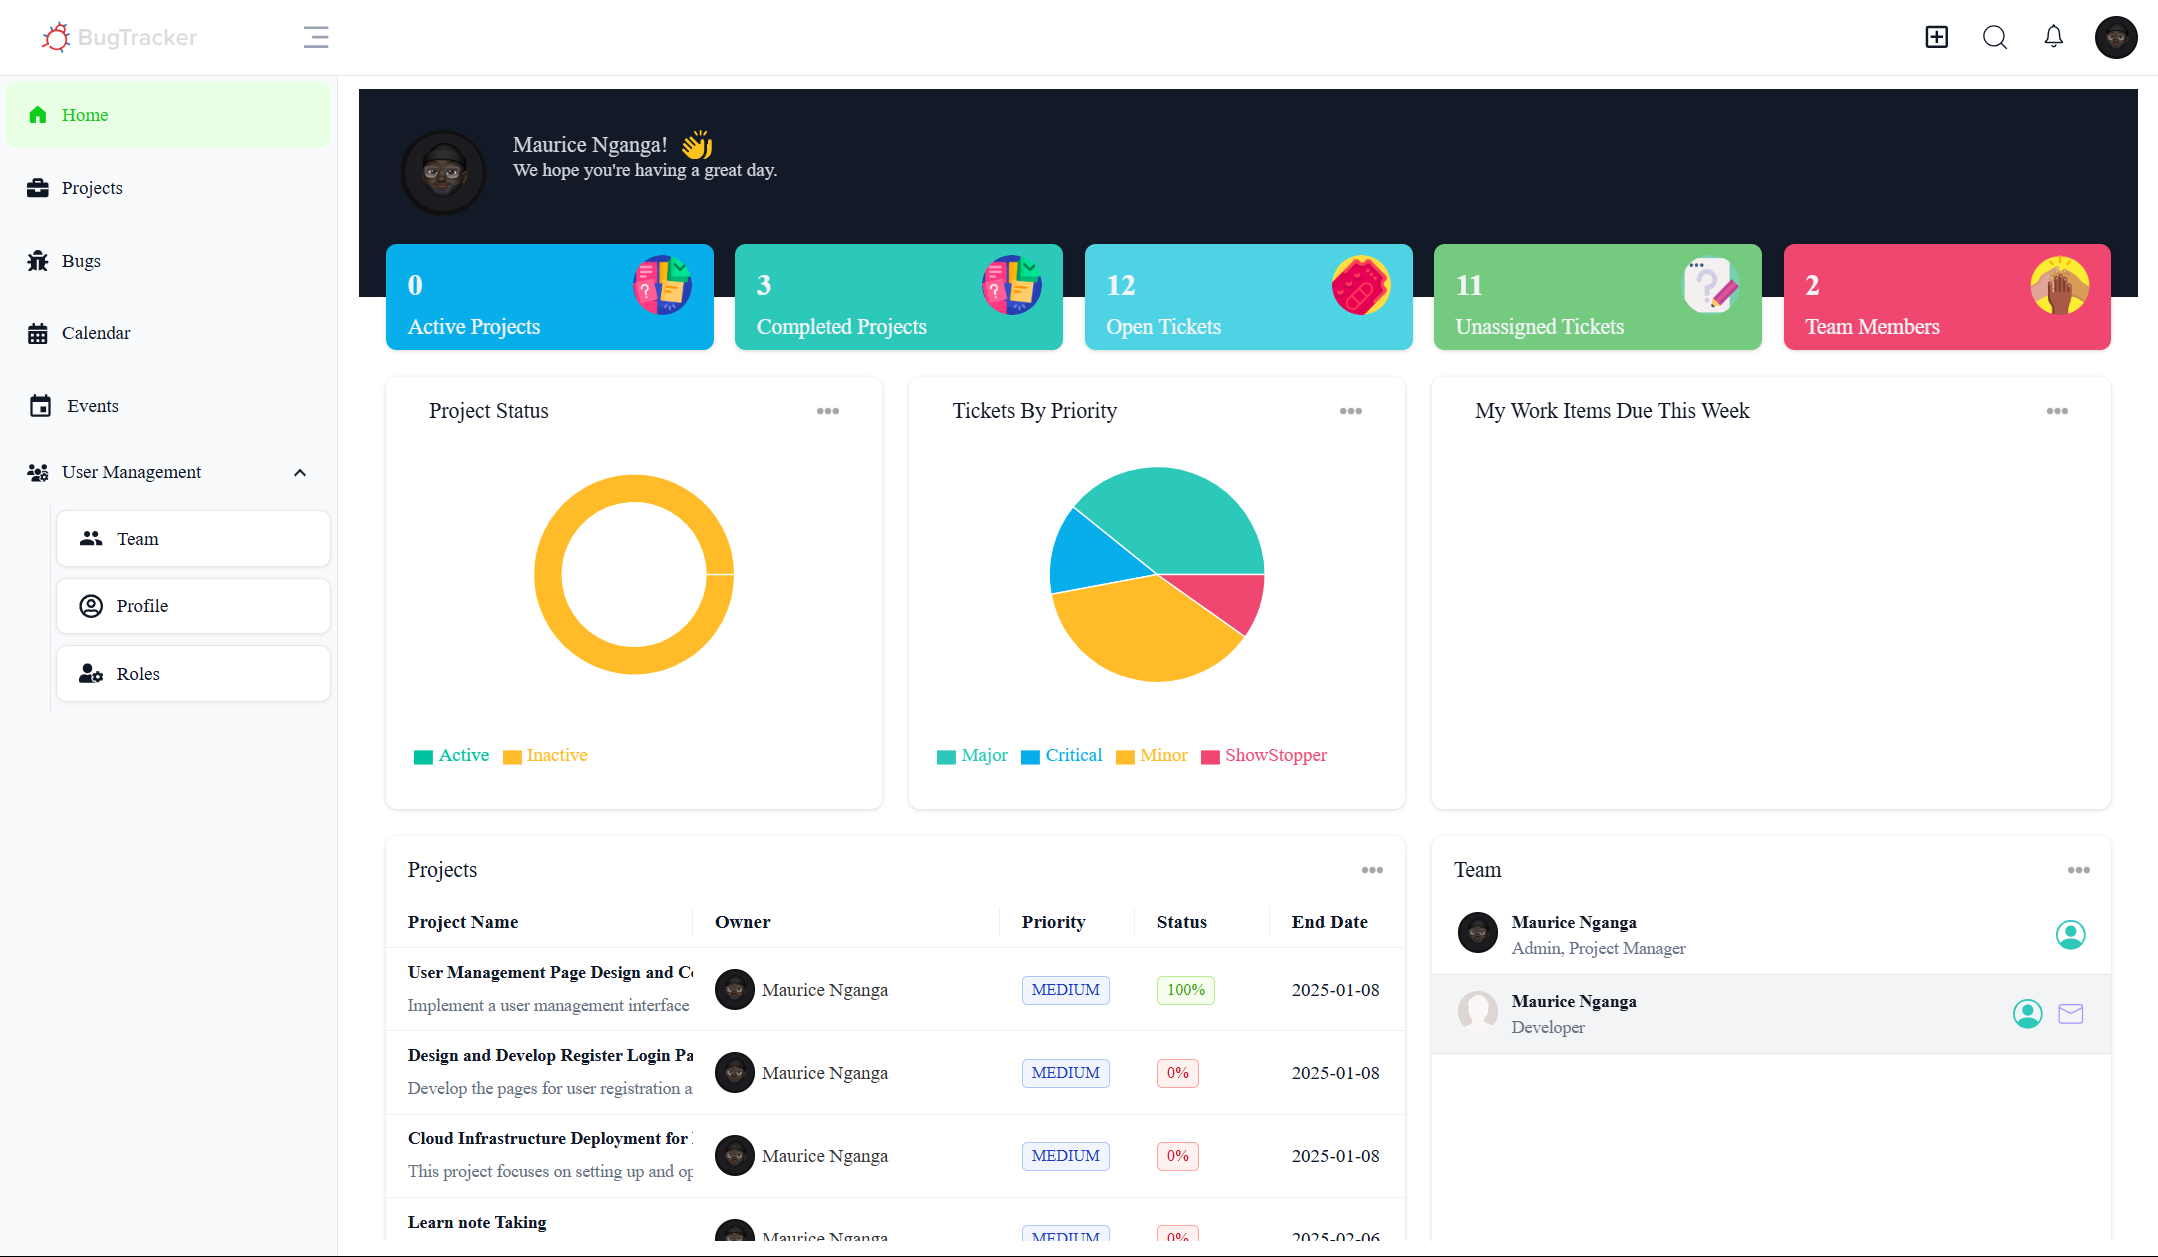 BugTracker
Home
Projects
Bugs
Calendar
Events
User Management
Team
Profile
Roles
Maurice Nganga!
We hope you're having a great day.
0
Active Projects
3
Completed Projects
12
Open Tickets
11
Unassigned Tickets
2
Team Members
Project Status
Active Inactive
Tickets By Priority
Major Critical Minor ShowStopper
My Work Items Due This Week
Projects
Project Name Owner Priority Status End Date
User Management Page Design and
Implement a user management interface
Maurice Nganga MEDIUM 100% 2025-01-08
Design and Develop Register Login Pa
Develop the pages for user registration a
Maurice Nganga MEDIUM 0% 2025-01-08
Cloud Infrastructure Deployment for
This project focuses on setting up and op
Maurice Nganga MEDIUM 0% 2025-01-08
Learn note Taking
Maurice Nganga MEDIUM 0% 2025-02-06
Team
Maurice Nganga
Admin, Project Manager
Maurice Nganga
Developer